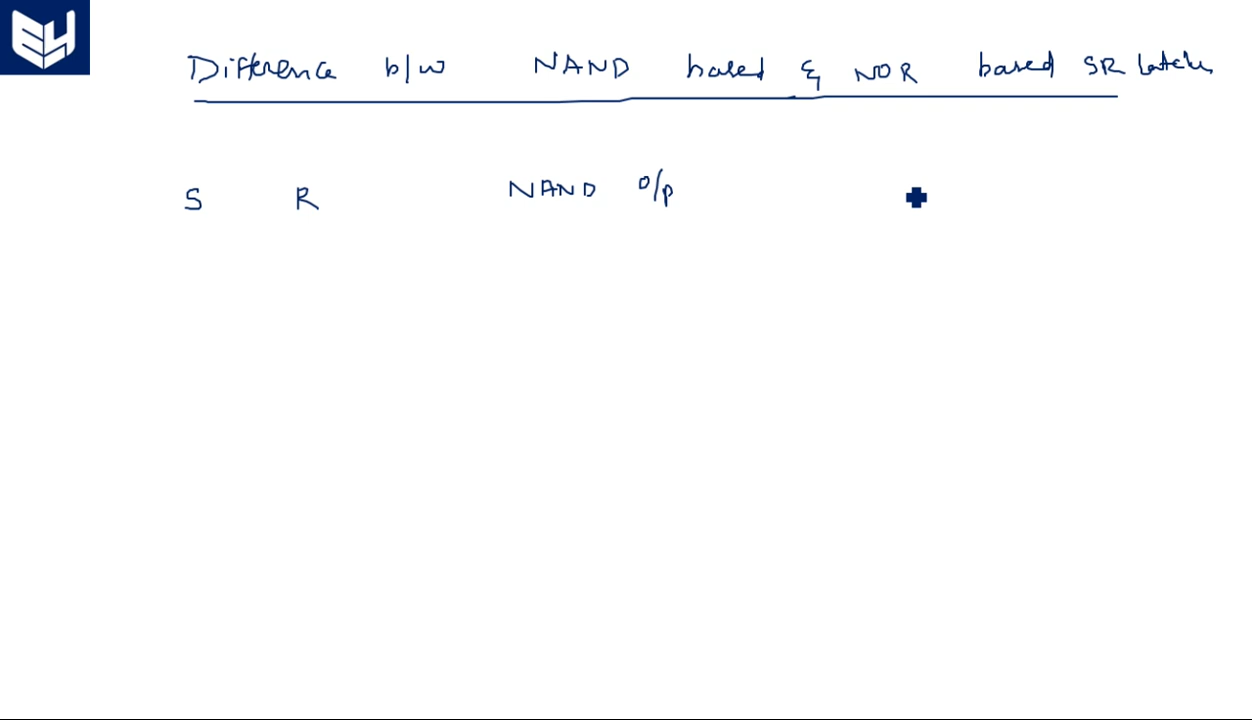 Difference b/w NAND based & NOR based SR latch
S R NAND o/p